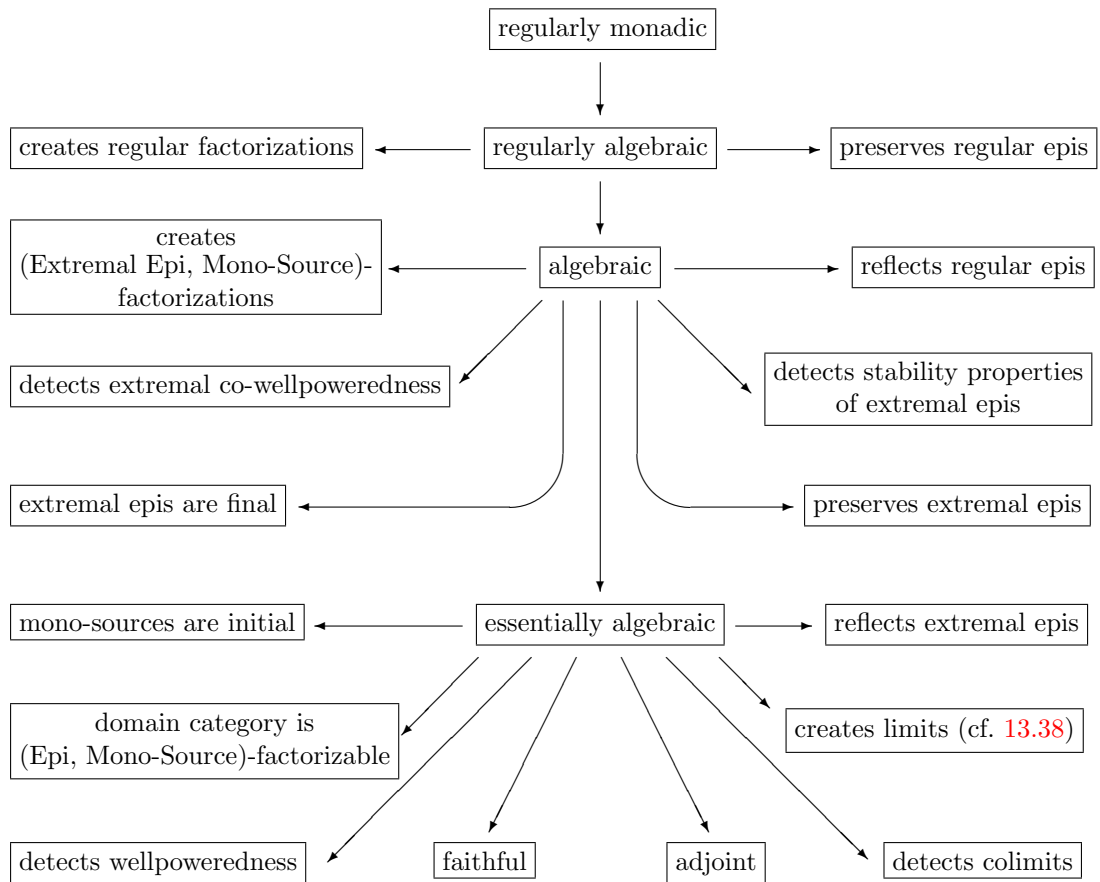 regularly monadic
creates regular factorizations
regularly algebraic
preserves regular epis
creates
(Extremal Epi, Mono-Source)-
factorizations
algebraic
reflects regular epis
detects extremal co-wellpoweredness
detects stability properties
of extremal epis
extremal epis are final
preserves extremal epis
mono-sources are initial
essentially algebraic
reflects extremal epis
domain category is
(Epi, Mono-Source)-factorizable
creates limits (cf. 13.38)
detects wellpoweredness
faithful
adjoint
detects colimits